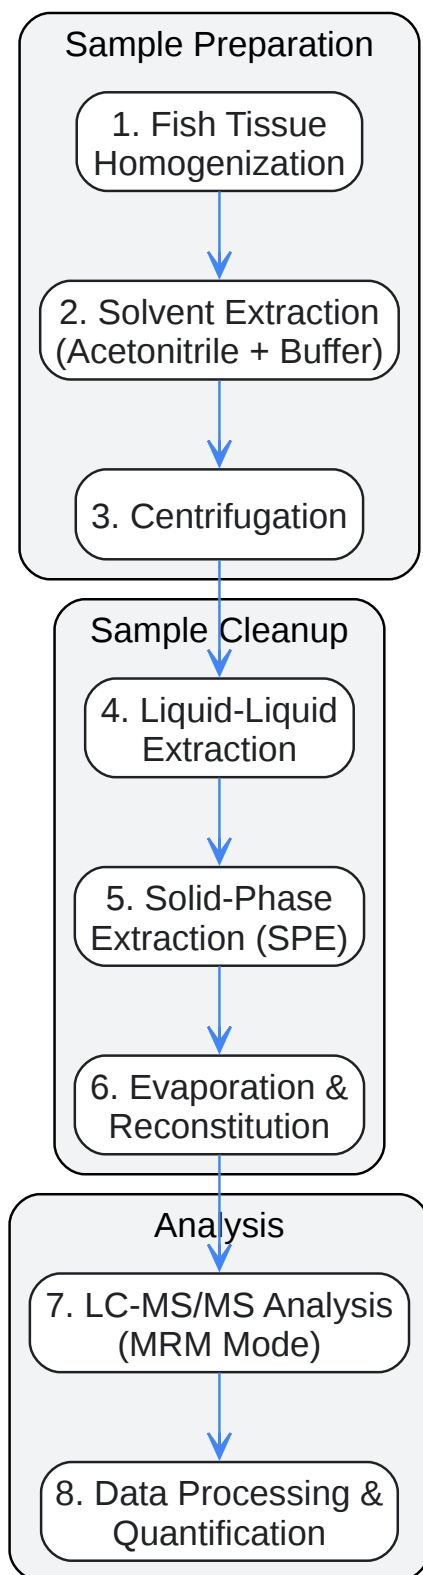 Sample Preparation
1. Fish Tissue
Homogenization
2. Solvent Extraction
(Acetonitrile + Buffer)
3. Centrifugation
Sample Cleanup
4. Liquid-Liquid
Extraction
5. Solid-Phase
Extraction (SPE)
6. Evaporation &
Reconstitution
Analysis
7. LC-MS/MS Analysis
(MRM Mode)
8. Data Processing &
Quantification